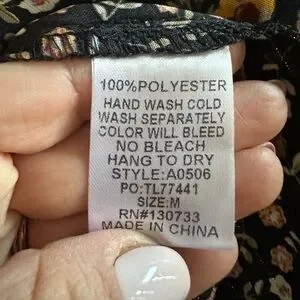 100%POLYESTER
HAND WASH COLD
WASH SEPARATELY
COLOR WILL BLEED
NO BLEACH
HANG TO DRY
STYLE:A0506
PO:TL77441
SIZE:M
RN#130733
MADE IN CHINA